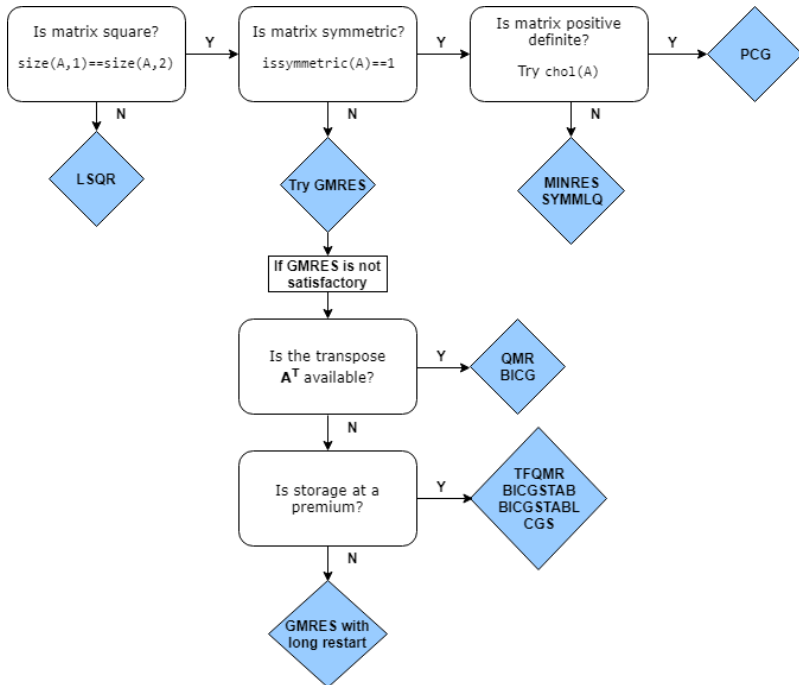 Is matrix square?
size(A,1)==size(A,2)
Y
Is matrix symmetric?
issymmetric(A)==1
Y
Is matrix positive
definite?
Try chol(A)
Y
PCG
N
LSQR
N
Try GMRES
N
MINRES
SYMMLQ
If GMRES is not
satisfactory
Is the transpose
Aᵀ available?
Y
QMR
BICG
N
Is storage at a
premium?
Y
TFQMR
BICGSTAB
BICGSTABL
CGS
N
GMRES with
long restart